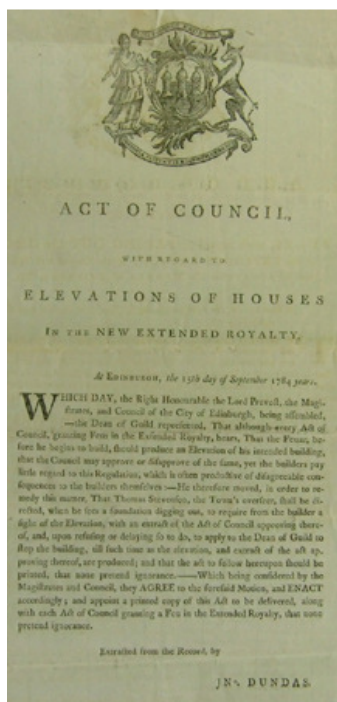 ACT OF COUNCIL,
WITH REGARD TO
ELEVATIONS OF HOUSES
IN THE NEW EXTENDED ROYALTY.
At EDINBURGH, the 15th day of September 1784 years.
WHICH DAY, the Right Honourable the Lord Provost, the Magi-
strates, and Council of the City of Edinburgh, being assembled,
—the Dean of Guild represented, That although every Act of
Council, granting Feus in the Extended Royalty, bears, That the Feuar, be-
fore he begins to build, should produce an Elevation of his intended building,
that the Council may approve or disapprove of the same, yet the builders pay
little regard to this Regulation, which is often productive of disagreeable con-
sequences to the builders themselves:—He therefore moved, in order to re-
medy this matter, That Thomas Stevenson, the Town's overseer, shall be di-
rected, when he sees a foundation digging out, to require from the builder a
sight of the Elevation, with an extract of the Act of Council approving there-
of, and, upon refusing or delaying so to do, to apply to the Dean of Guild to
stop the building, till such time as the elevation, and extract of the act ap-
proving thereof, are produced; and that the act to follow hereupon should be
printed, that none pretend ignorance.——Which being considered by the
Magistrates and Council, they AGREE to the foresaid Motion, and ENACT
accordingly; and appoint a printed copy of this Act to be delivered, along
with each Act of Council granting a Feu in the Extended Royalty, that none
pretend ignorance.
Extracted from the Record, by
JNO. DUNDAS.